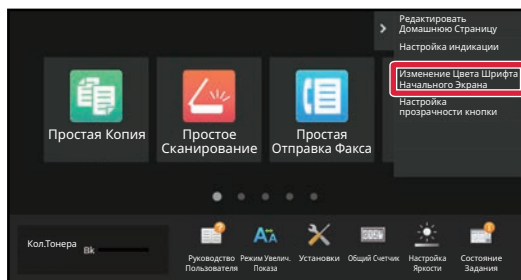 Редактировать
Домашнюю Страницу
Настройка индикации
Изменение Цвета Шрифта
Начального Экрана
Настройка
прозрачности кнопки
Простая Копия
Простое
Сканирование
Простая
Отправка Факса
Кол.Тонера
Bk
Руководство
Пользователя
Режим Увелич.
Показа
Установки
Общий Счетчик
Настройка
Яркости
Состояние
Задания